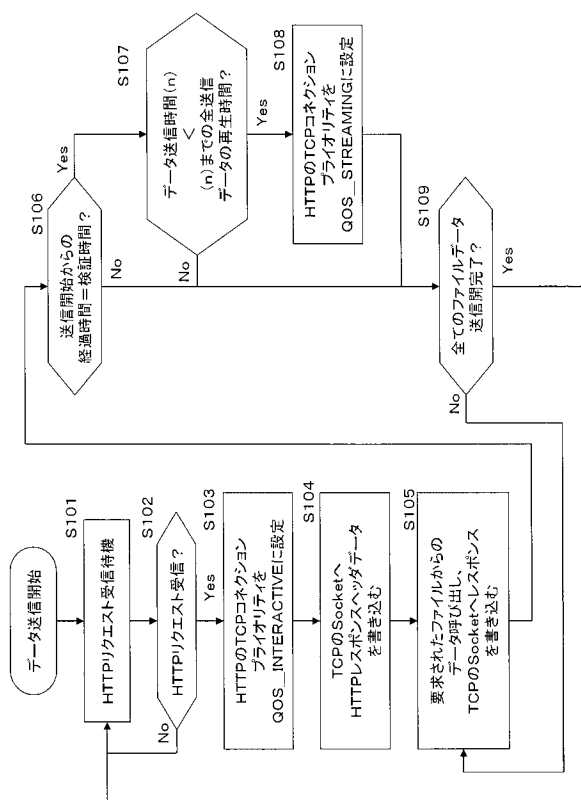 データ送信開始
S101
HTTPリクエスト受信待機
S102
HTTPリクエスト受信?
No
Yes
S103
HTTPのTCPコネクション
プライオリティを
QOS__INTERACTIVEに設定
S104
TCPのSocketへ
HTTPレスポンスヘッダデータ
を書き込む
S105
要求されたファイルからの
データ呼び出し、
TCPのSocketへレスポンス
を書き込む
S106
送信開始からの
経過時間=検証時間?
Yes
No
S107
データ送信時間(n)
<
(n)までの全送信
データの再生時間?
No
Yes
S108
HTTPのTCPコネクション
プライオリティを
QOS__STREAMINGに設定
S109
全てのファイルデータ
送信開完了?
No
Yes